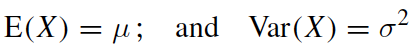 E(X) = μ; and Var(X) = σ²